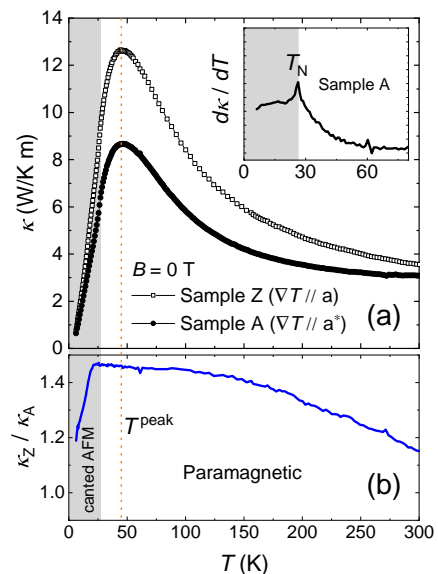 14
12
10
8
6
4
2
0
κ (W/K m)
dκ / dT
T_N
Sample A
0 30 60
B = 0 T
Sample Z (∇T // a)
Sample A (∇T // a*)
(a)
1.4
1.2
1.0
κ_Z / κ_A
canted AFM
T^peak
Paramagnetic
(b)
0 50 100 150 200 250 300
T (K)